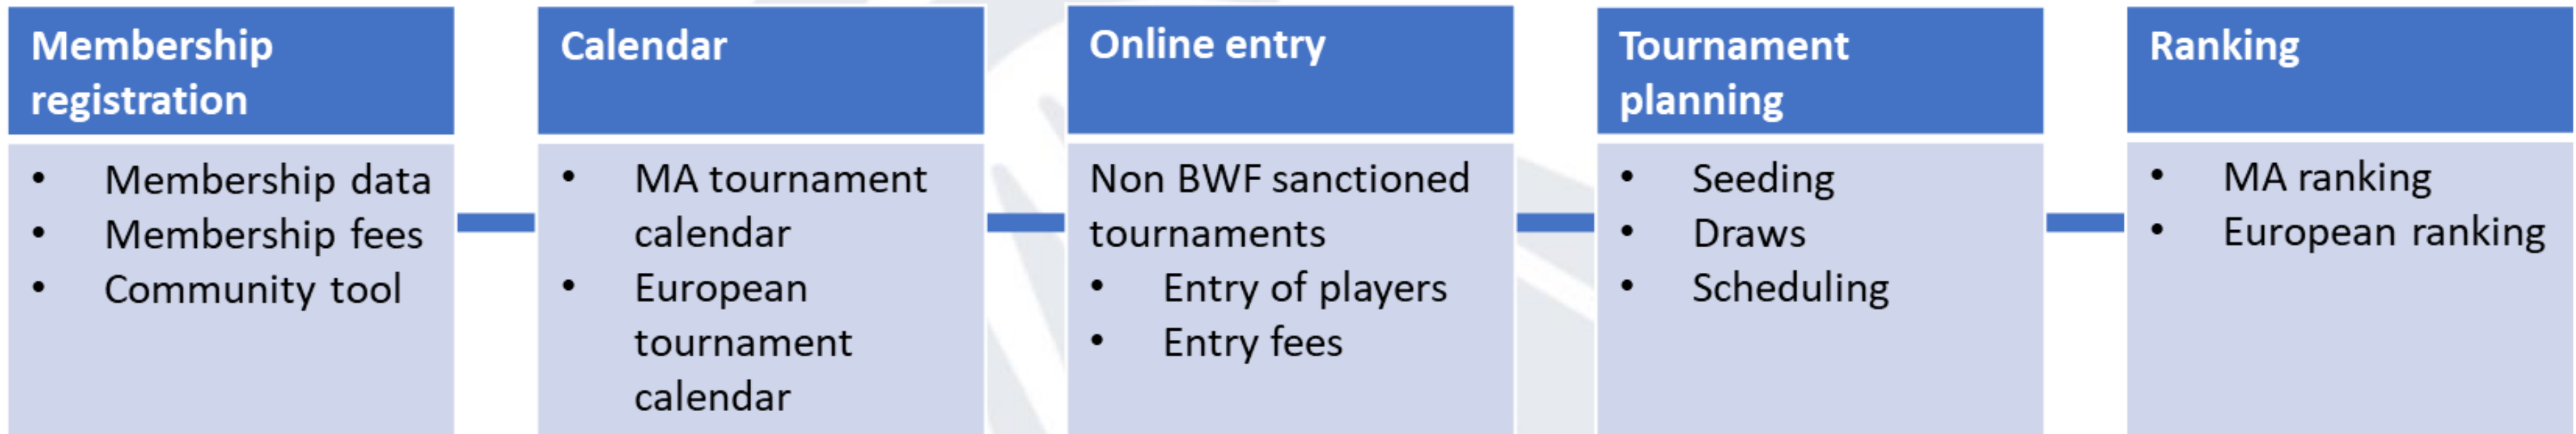 Membership
registration
• Membership data
• Membership fees
• Community tool
Calendar
• MA tournament
calendar
• European
tournament
calendar
Online entry
Non BWF sanctioned
tournaments
• Entry of players
• Entry fees
Tournament
planning
• Seeding
• Draws
• Scheduling
Ranking
• MA ranking
• European ranking